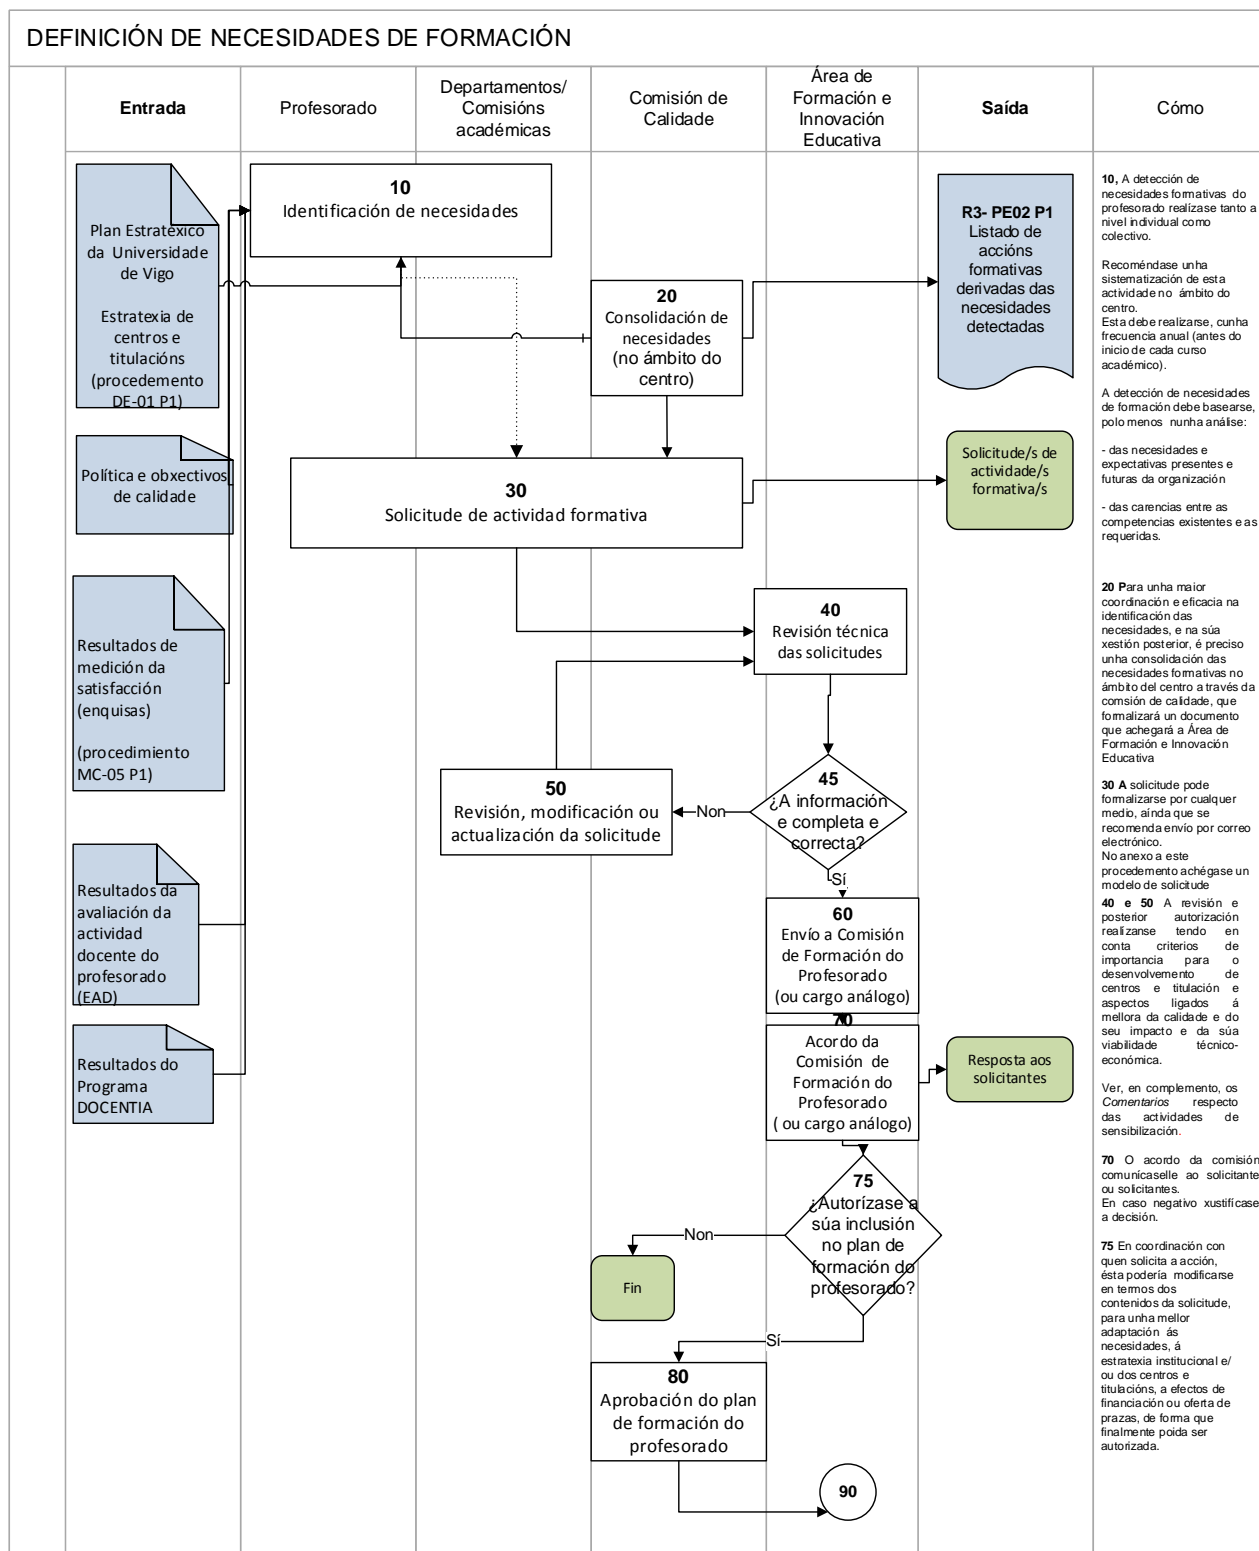 DEFINICIÓN DE NECESIDADES DE FORMACIÓN
Entrada
Profesorado
Departamentos/
Comisións
académicas
Comisión de
Calidade
Área de
Formación e
Innovación
Educativa
Saída
Cómo
Plan Estratéxico
da Universidade
de Vigo
Estratexia de
centros e
titulacións
(procedemento
DE-01 P1)
Política e obxectivos
de calidade
Resultados de
medición da
satisfacción
(enquisas)
(procedimiento
MC-05 P1)
Resultados da
avaliación da
actividad
docente do
profesorado
(EAD)
Resultados do
Programa
DOCENTIA
10
Identificación de necesidades
20
Consolidación de
necesidades
(no ámbito do
centro)
30
Solicitude de actividad formativa
40
Revisión técnica
das solicitudes
45
¿A información
e completa e
correcta?
Non
50
Revisión, modificación ou
actualización da solicitude
Sí
60
Envío a Comisión
de Formación do
Profesorado
(ou cargo análogo)
70
Acordo da
Comisión de
Formación do
Profesorado
( ou cargo análogo)
75
¿Autorízase a
súa inclusión
no plan de
formación do
profesorado?
Non
Fin
Sí
80
Aprobación do plan
de formación do
profesorado
90
R3- PE02 P1
Listado de
accións
formativas
derivadas das
necesidades
detectadas
Solicitude/s de
actividade/s
formativa/s
Resposta aos
solicitantes
10, A detección de
necesidades formativas do
profesorado realízase tanto a
nivel individual como
colectivo.
Recoméndase unha
sistematización de esta
actividade no ámbito do
centro.
Esta debe realizarse, cunha
frecuencia anual (antes do
inicio de cada curso
académico).
A detección de necesidades
de formación debe basearse,
polo menos nunha análise:
- das necesidades e
expectativas presentes e
futuras da organización
- das carencias entre as
competencias existentes e as
requeridas.
20 Para unha maior
coordinación e eficacia na
identificación das
necesidades, e na súa
xestión posterior, é preciso
unha consolidación das
necesidades formativas no
ámbito del centro a través da
comsión de calidade, que
formalizará un documento
que achegará a Área de
Formación e Innovación
Educativa
30 A solicitude pode
formalizarse por cualquer
medio, aínda que se
recomenda envío por correo
electrónico.
No anexo a este
procedemento achégase un
modelo de solicitude
40 e 50 A revisión e
posterior autorización
realízanse tendo en
conta criterios de
importancia para o
desenvolvemento de
centros e titulación e
aspectos ligados á
mellora da calidade e do
seu impacto e da súa
viabilidade técnico-
económica.
Ver, en complemento, os
Comentarios respecto
das actividades de
sensibilización.
70 O acordo da comisión
comunícaselle ao solicitante
ou solicitantes.
En caso negativo xustifícase
a decisión.
75 En coordinación con
quen solicita a acción,
ésta podería modificarse
en termos dos
contenidos da solicitude,
para unha mellor
adaptación ás
necesidades, á
estratexia institucional e/
ou dos centros e
titulacións, a efectos de
financiación ou oferta de
prazas, de forma que
finalmente poida ser
autorizada.